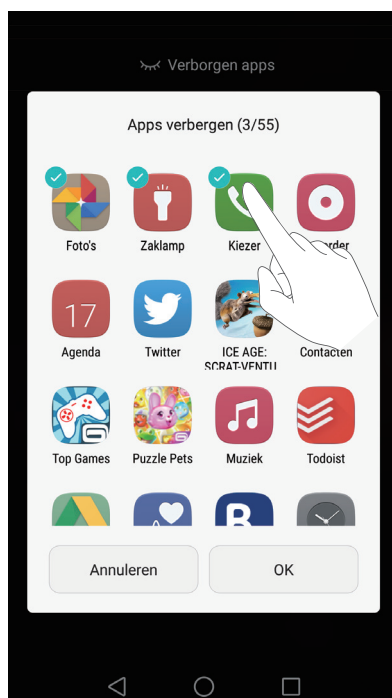 Verborgen apps
Apps verbergen (3/55)
Foto's
Zaklamp
Kiezer
17
Agenda
Twitter
ICE AGE:
SCRAT-VENTU
Contacten
Top Games
Puzzle Pets
Muziek
Todoist
B
Annuleren
OK